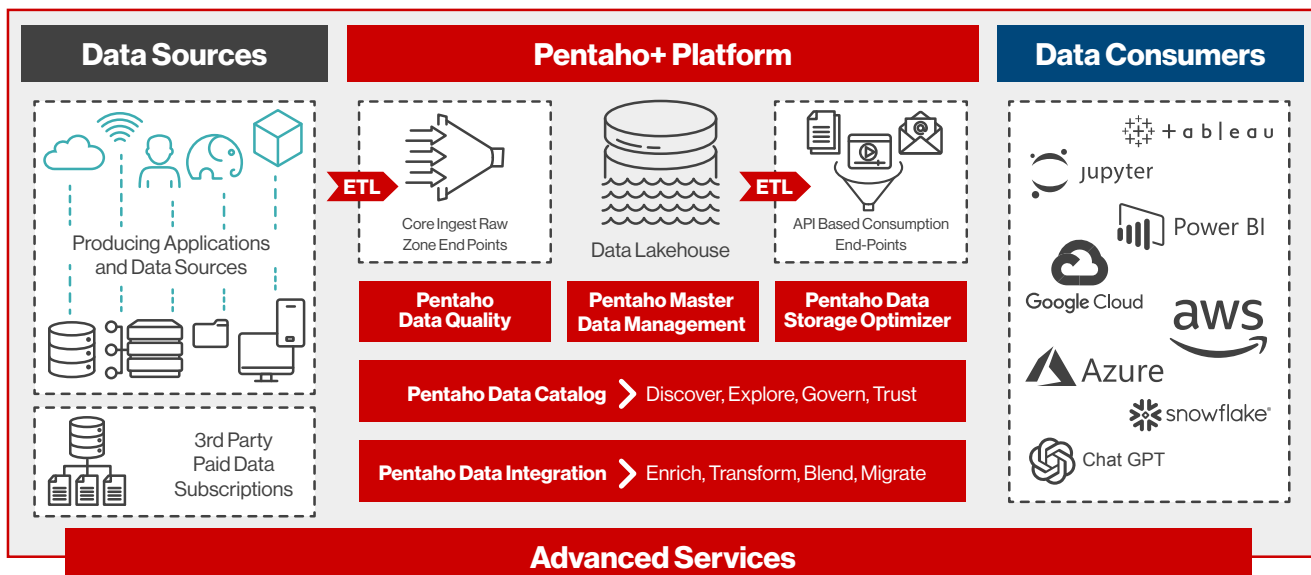 Data Sources
Pentaho+ Platform
Data Consumers
Producing Applications
and Data Sources
3rd Party
Paid Data
Subscriptions
ETL
Core Ingest Raw
Zone End Points
Data Lakehouse
ETL
API Based Consumption
End-Points
Pentaho
Data Quality
Pentaho Master
Data Management
Pentaho Data
Storage Optimizer
Pentaho Data Catalog Discover, Explore, Govern, Trust
Pentaho Data Integration Enrich, Transform, Blend, Migrate
+ableau
jupyter
Power BI
Google Cloud
aws
Azure
snowflake®
Chat GPT
Advanced Services